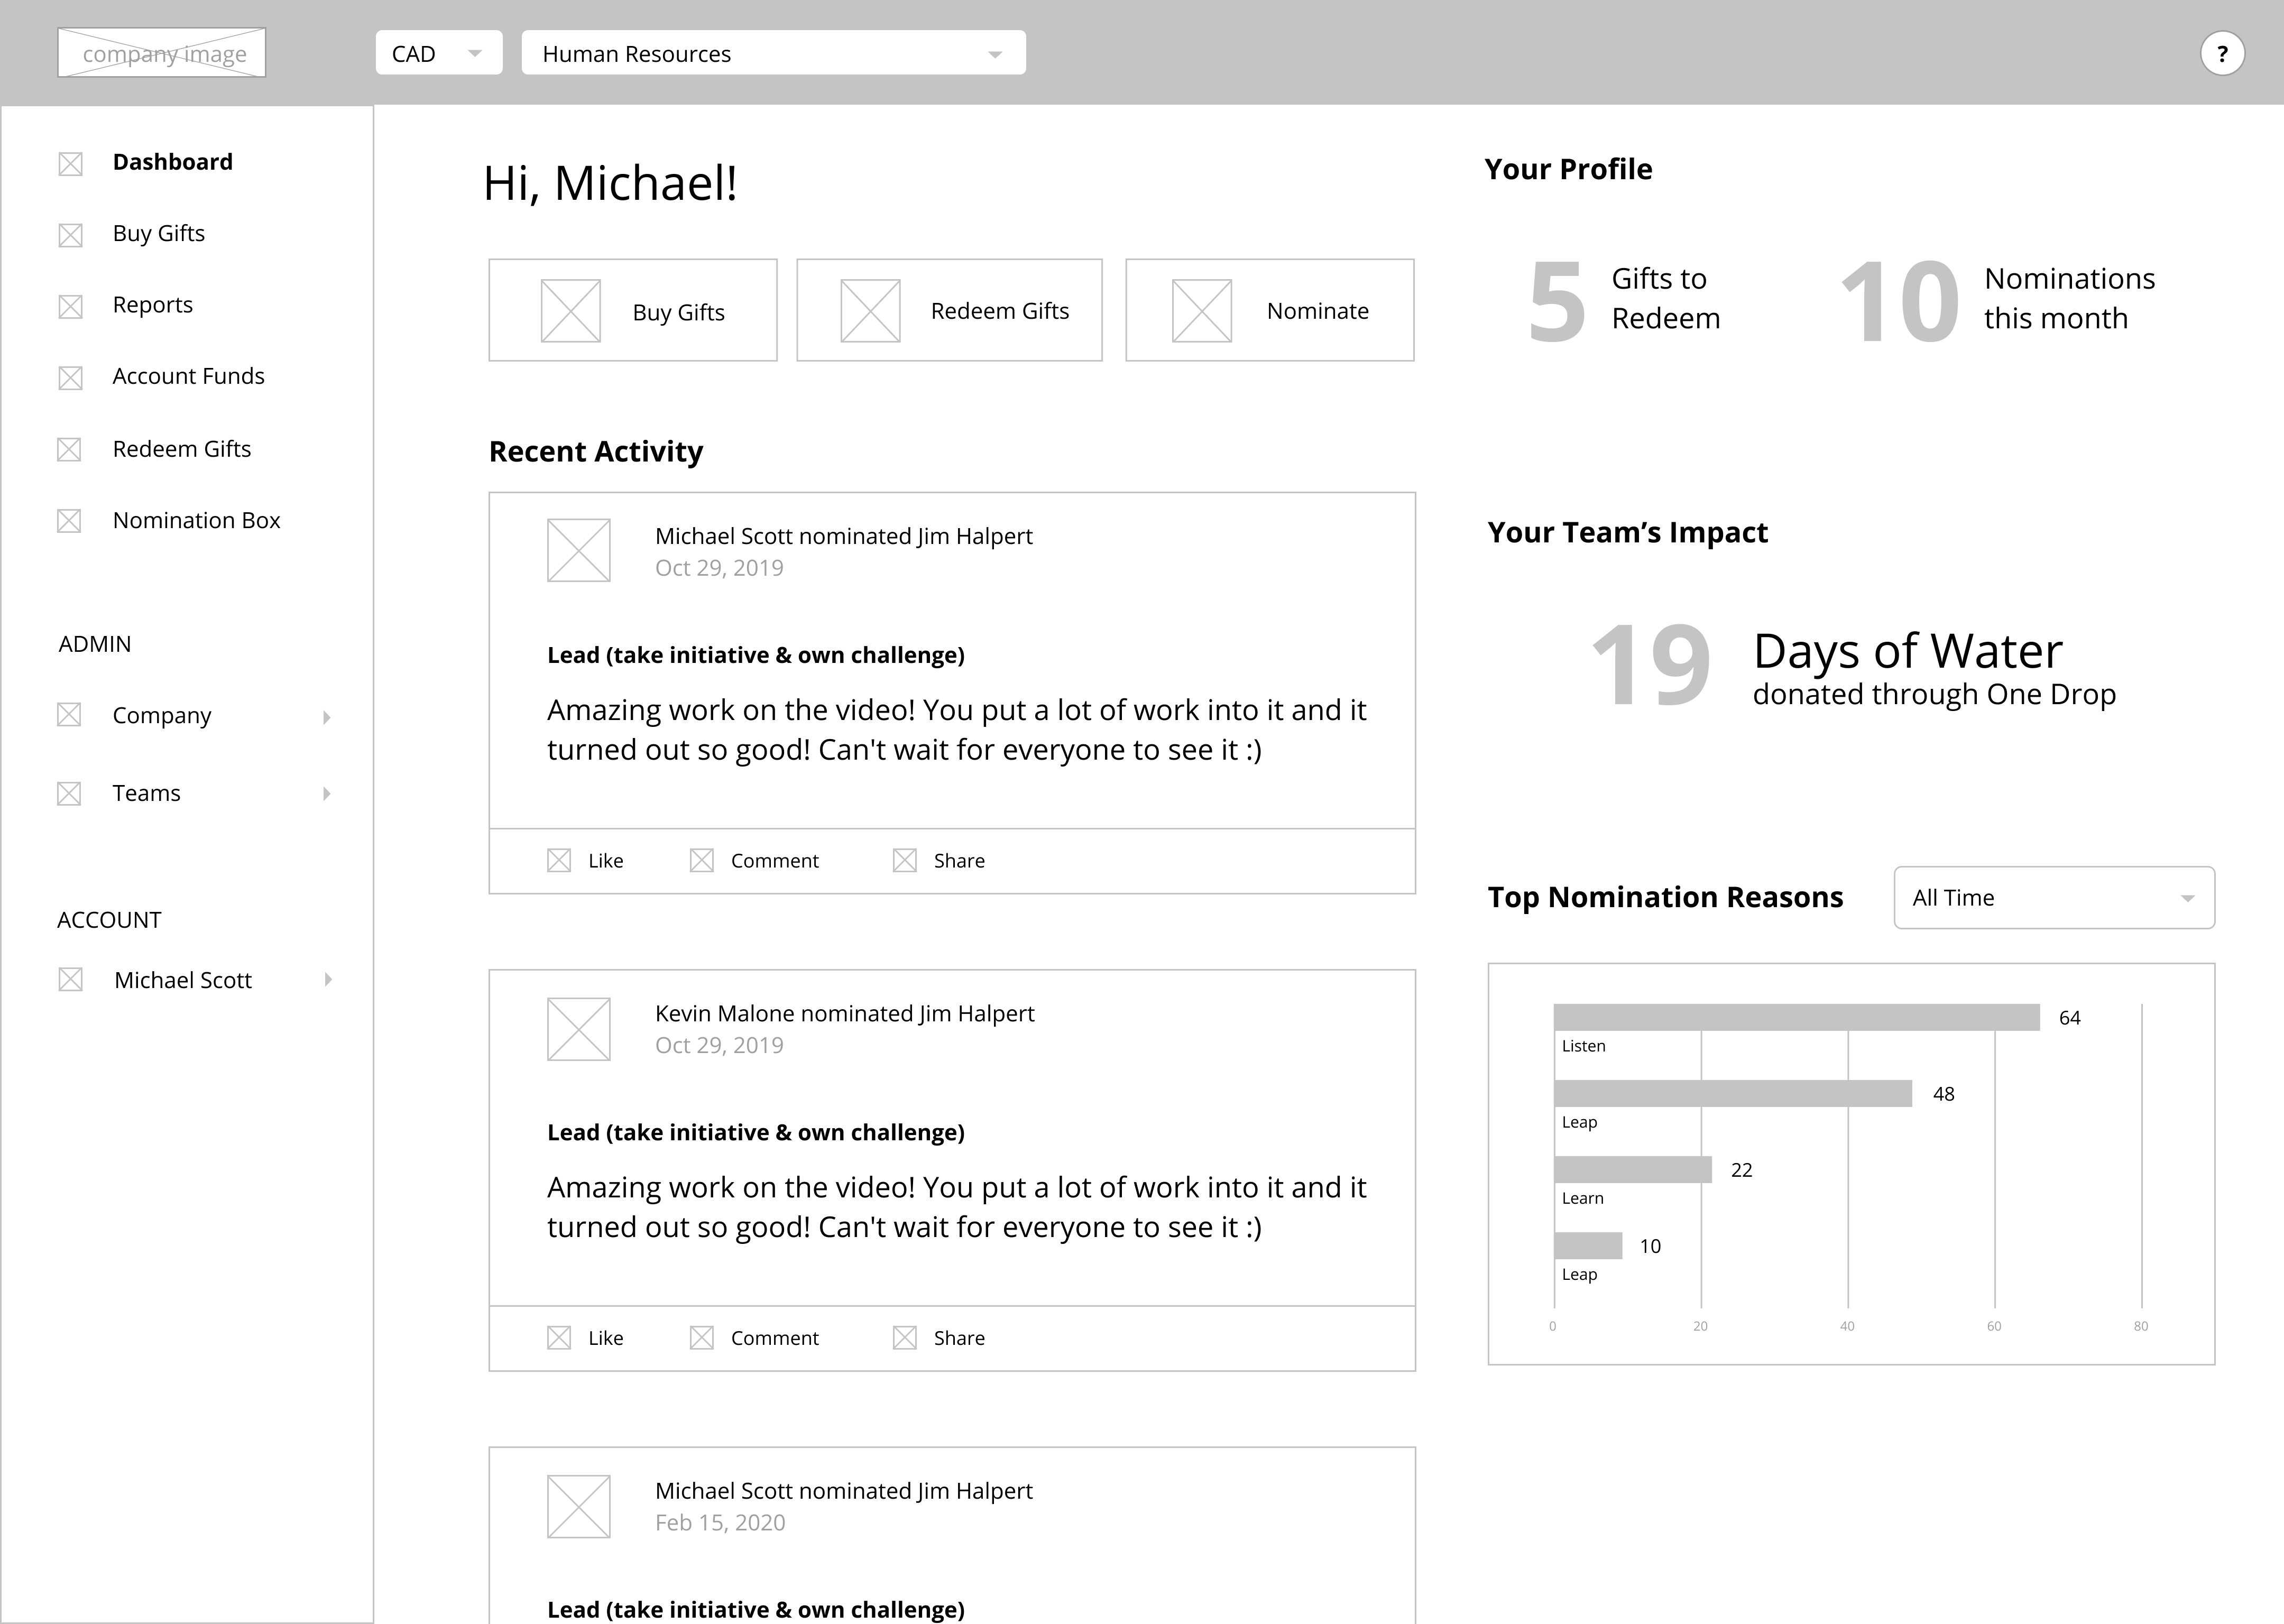 company image
CAD
Human Resources
?
Dashboard
Buy Gifts
Reports
Account Funds
Redeem Gifts
Nomination Box
ADMIN
Company
Teams
ACCOUNT
Michael Scott
Hi, Michael!
Buy Gifts
Redeem Gifts
Nominate
Recent Activity
Michael Scott nominated Jim Halpert
Oct 29, 2019
Lead (take initiative & own challenge)
Amazing work on the video! You put a lot of work into it and it
turned out so good! Can't wait for everyone to see it :)
Like
Comment
Share
Kevin Malone nominated Jim Halpert
Oct 29, 2019
Lead (take initiative & own challenge)
Amazing work on the video! You put a lot of work into it and it
turned out so good! Can't wait for everyone to see it :)
Like
Comment
Share
Michael Scott nominated Jim Halpert
Feb 15, 2020
Lead (take initiative & own challenge)
Your Profile
5
Gifts to
Redeem
10
Nominations
this month
Your Team’s Impact
19
Days of Water
donated through One Drop
Top Nomination Reasons
All Time
64
Listen
48
Leap
22
Learn
10
Leap
0
20
40
60
80